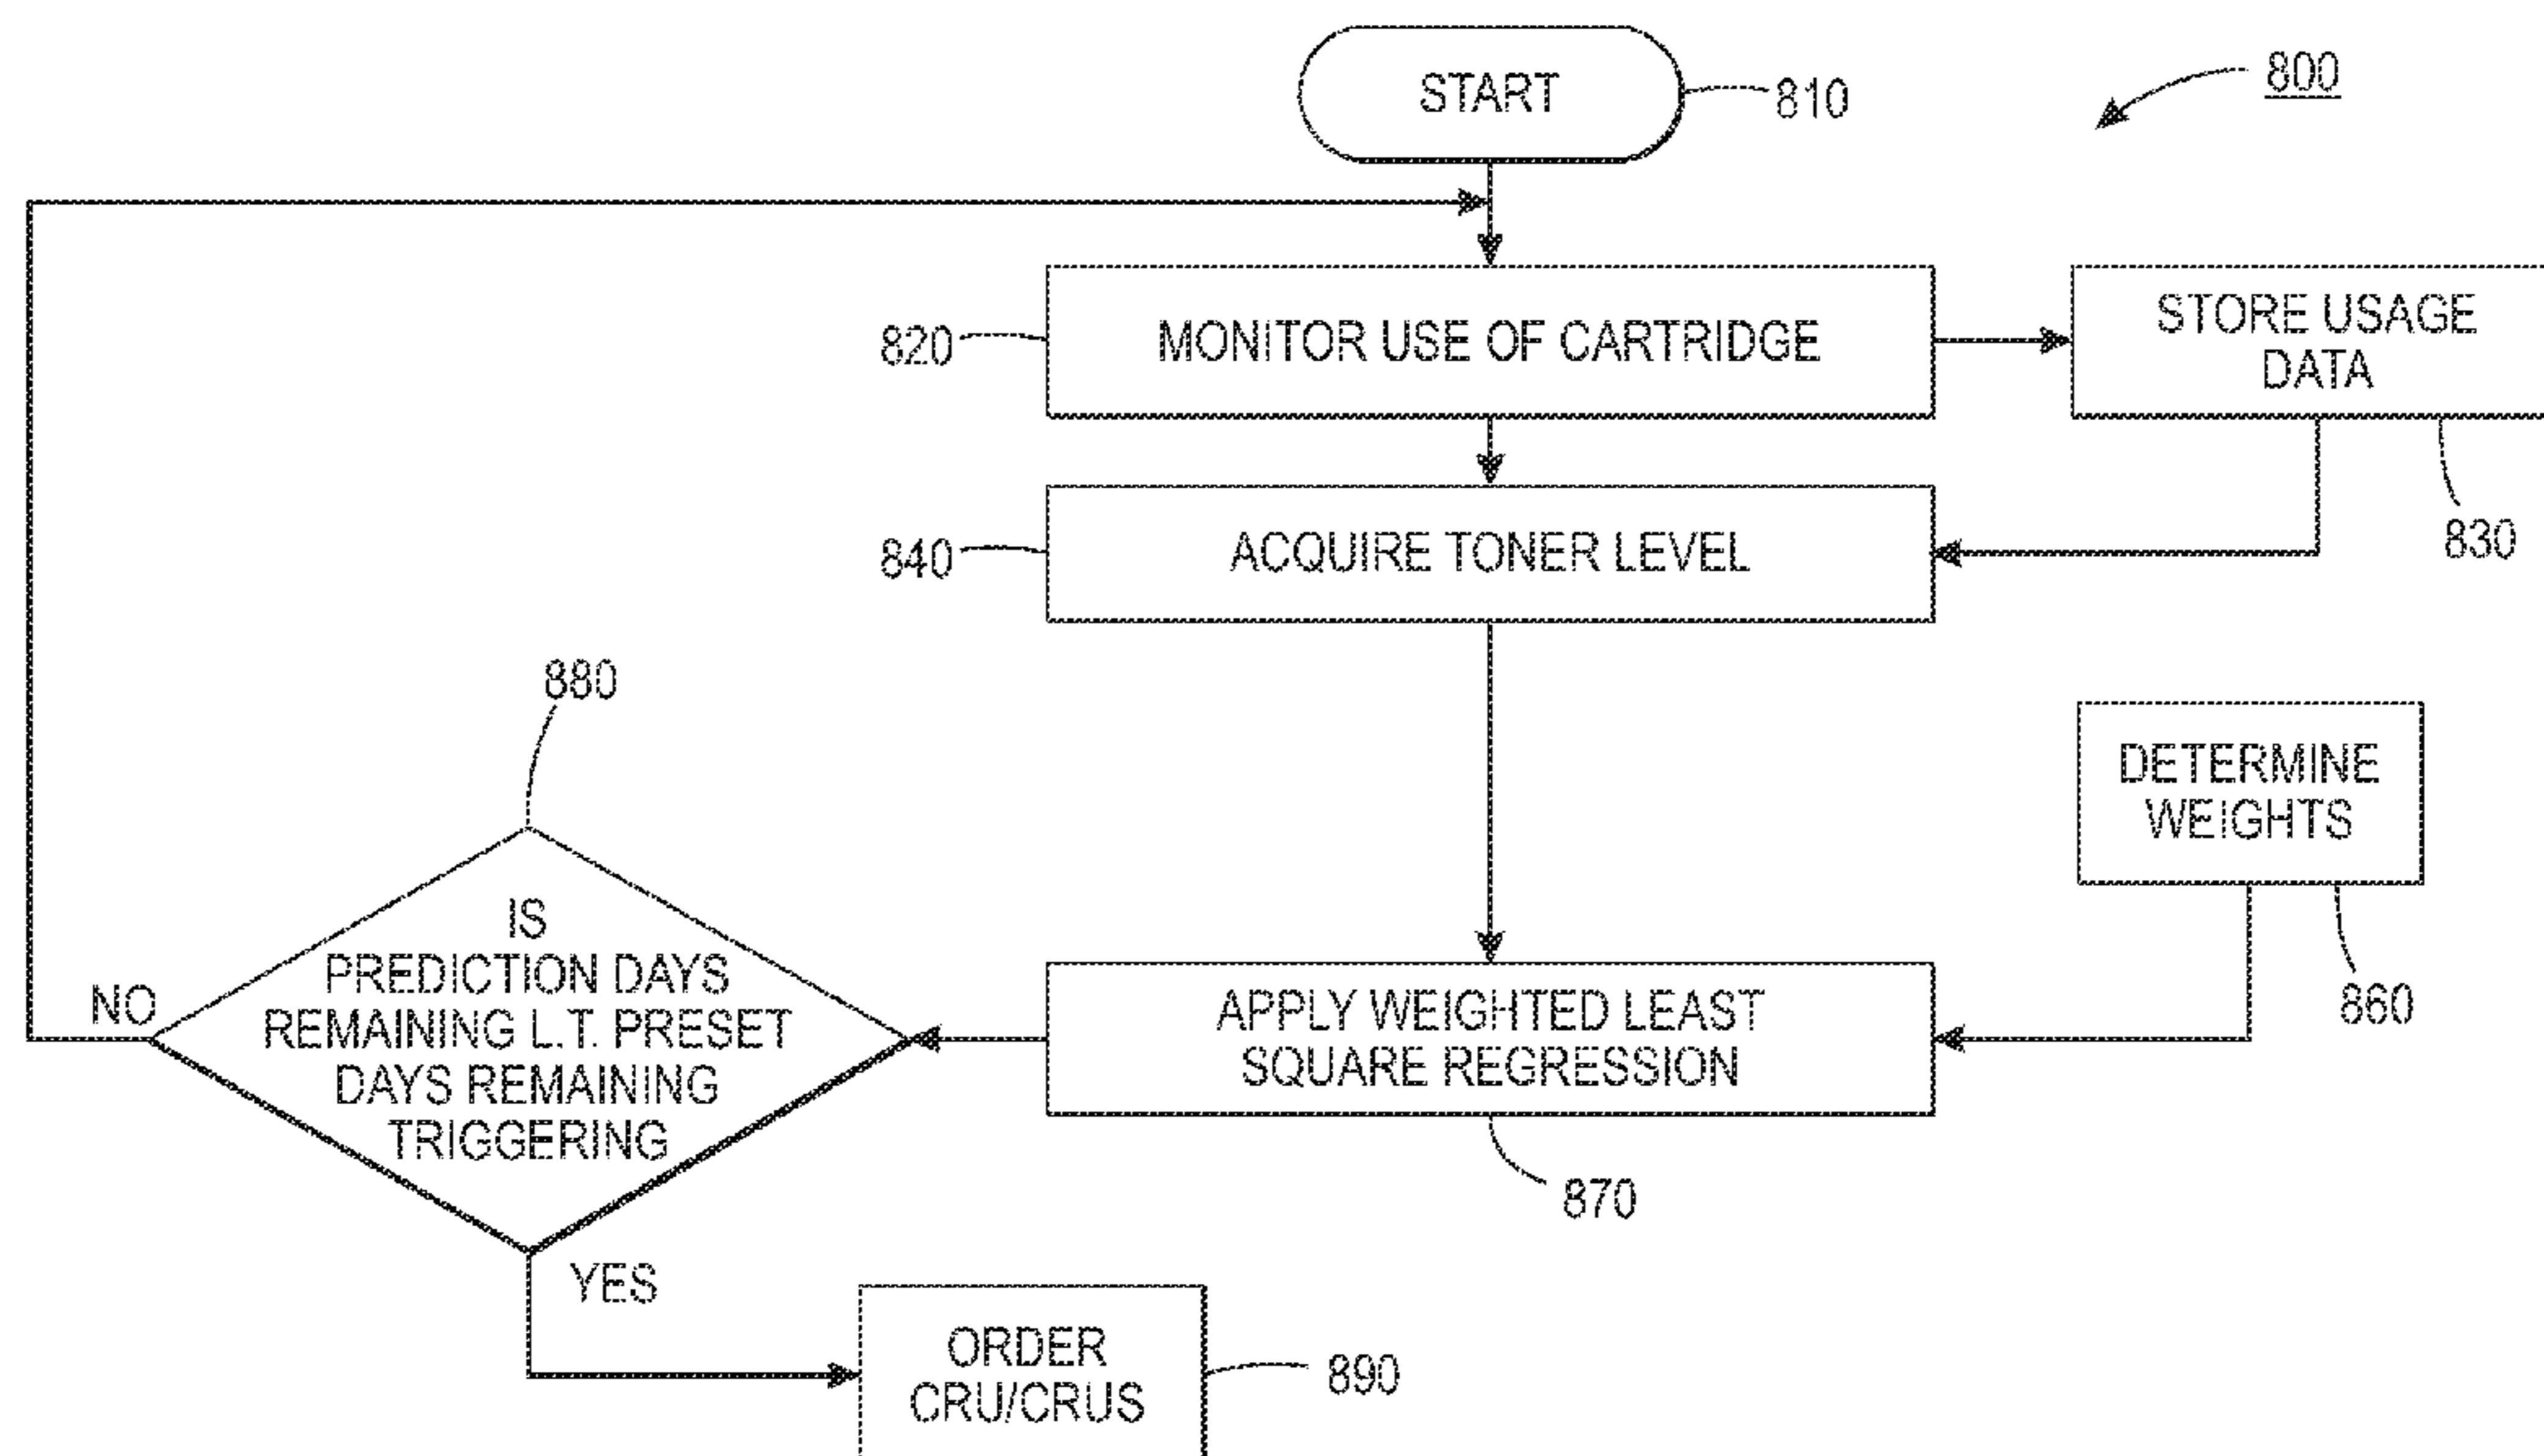 START
810
800
820
MONITOR USE OF CARTRIDGE
STORE USAGE
DATA
830
840
ACQUIRE TONER LEVEL
880
DETERMINE
WEIGHTS
860
NO
IS
PREDICTION DAYS
REMAINING L.T. PRESET
DAYS REMAINING
TRIGGERING
APPLY WEIGHTED LEAST
SQUARE REGRESSION
870
YES
ORDER
CRU/CRUS
890